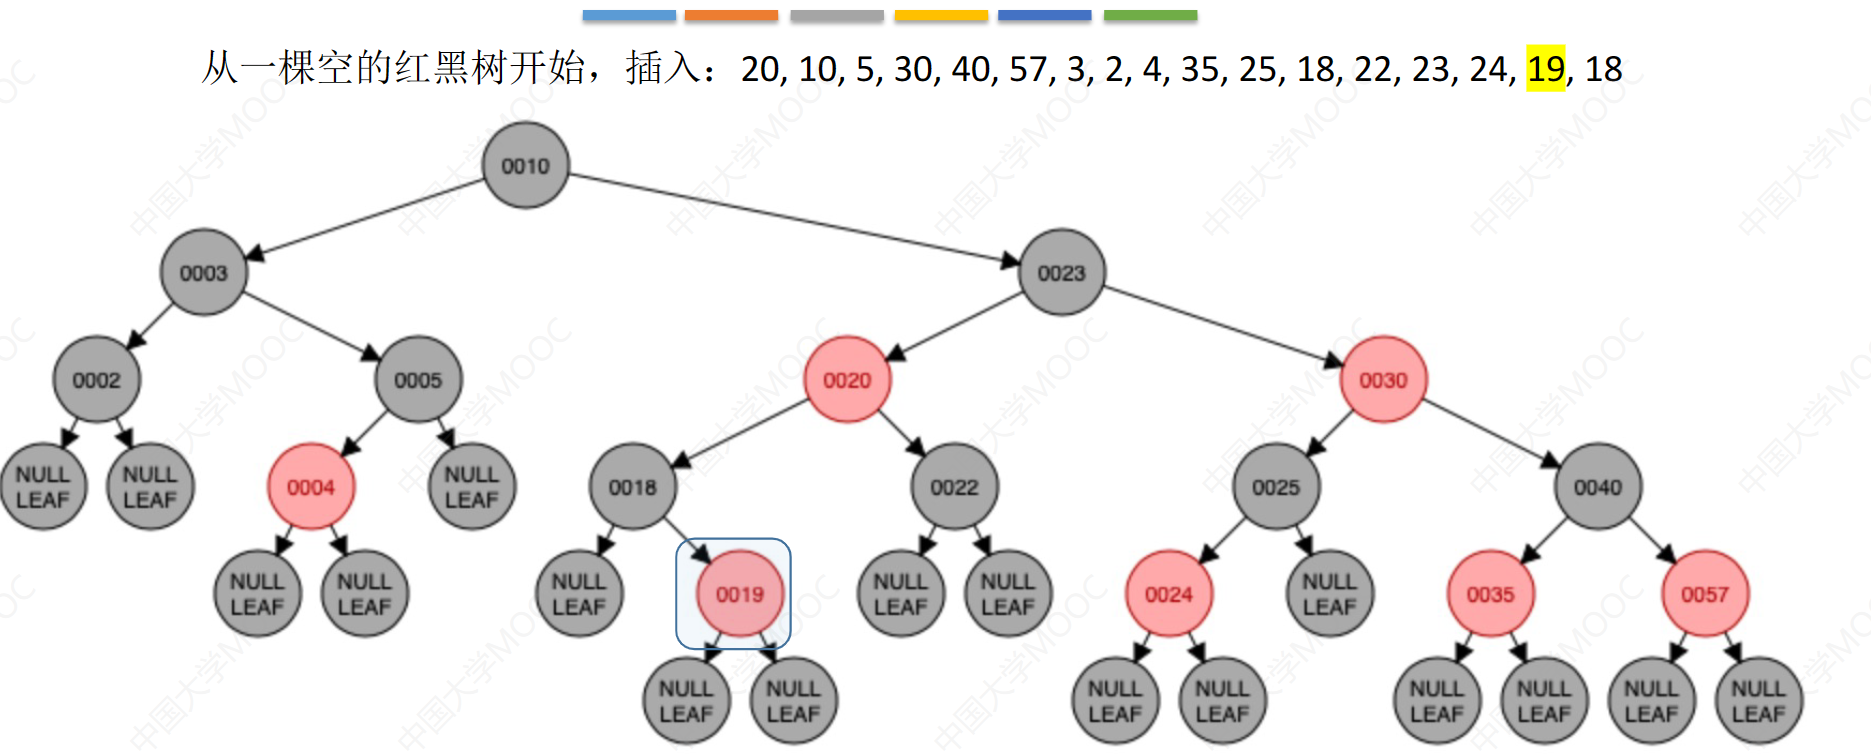 从一棵空的红黑树开始，插入：20, 10, 5, 30, 40, 57, 3, 2, 4, 35, 25, 18, 22, 23, 24, 19, 18
0010
0003
0023
0002
0005
0020
0030
NULL LEAF
NULL LEAF
0004
NULL LEAF
0018
0022
0025
0040
NULL LEAF
NULL LEAF
NULL LEAF
0019
NULL LEAF
NULL LEAF
0024
NULL LEAF
0035
0057
NULL LEAF
NULL LEAF
NULL LEAF
NULL LEAF
NULL LEAF
NULL LEAF
NULL LEAF
NULL LEAF
中国大学MOOC